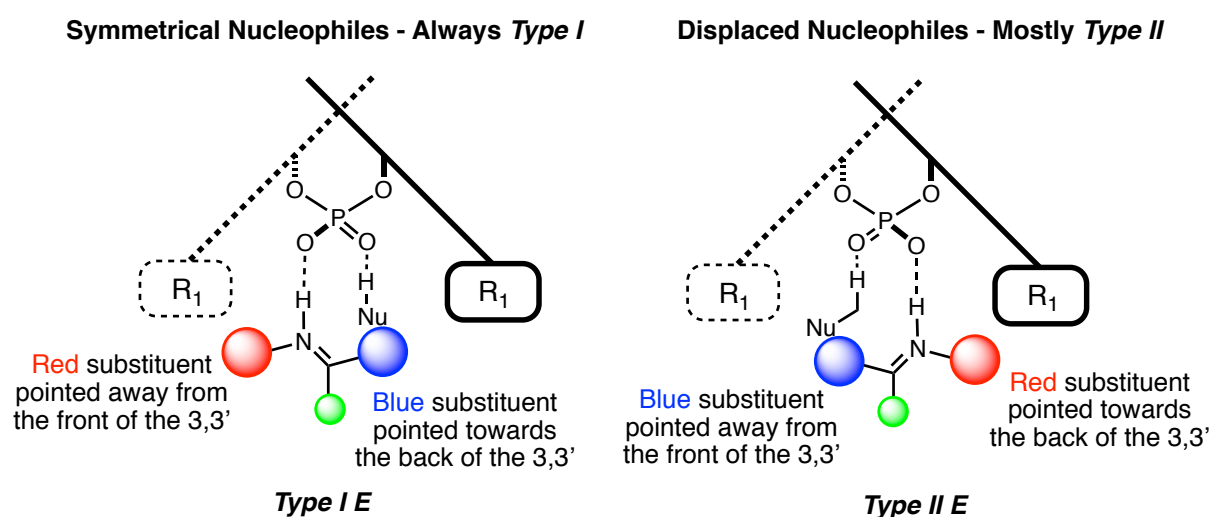 Symmetrical Nucleophiles - Always Type I
Displaced Nucleophiles - Mostly Type II
O
O
P
O
O
H
H
R1
R1
Nu
N
Red substituent
pointed away from
the front of the 3,3’
Blue substituent
pointed towards
the back of the 3,3’
Type I E
O
O
P
O
O
H
H
R1
R1
Nu
N
Blue substituent
pointed away from
the front of the 3,3’
Red substituent
pointed towards
the back of the 3,3’
Type II E